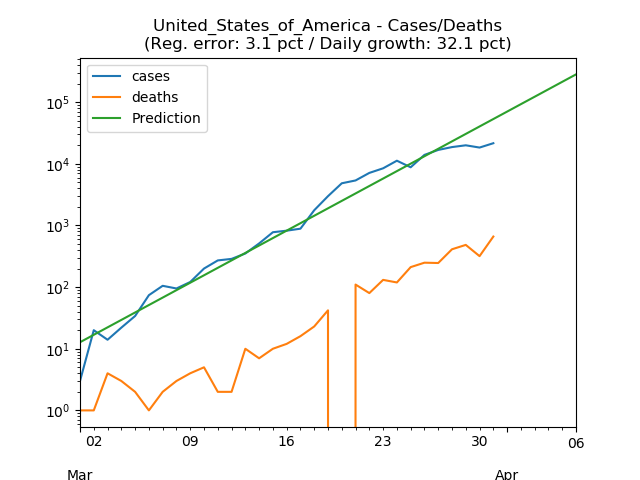 United_States_of_America - Cases/Deaths
(Reg. error: 3.1 pct / Daily growth: 32.1 pct)
cases
deaths
Prediction
10⁵
10⁴
10³
10²
10¹
10⁰
02 09 16 23 30 06
Mar Apr